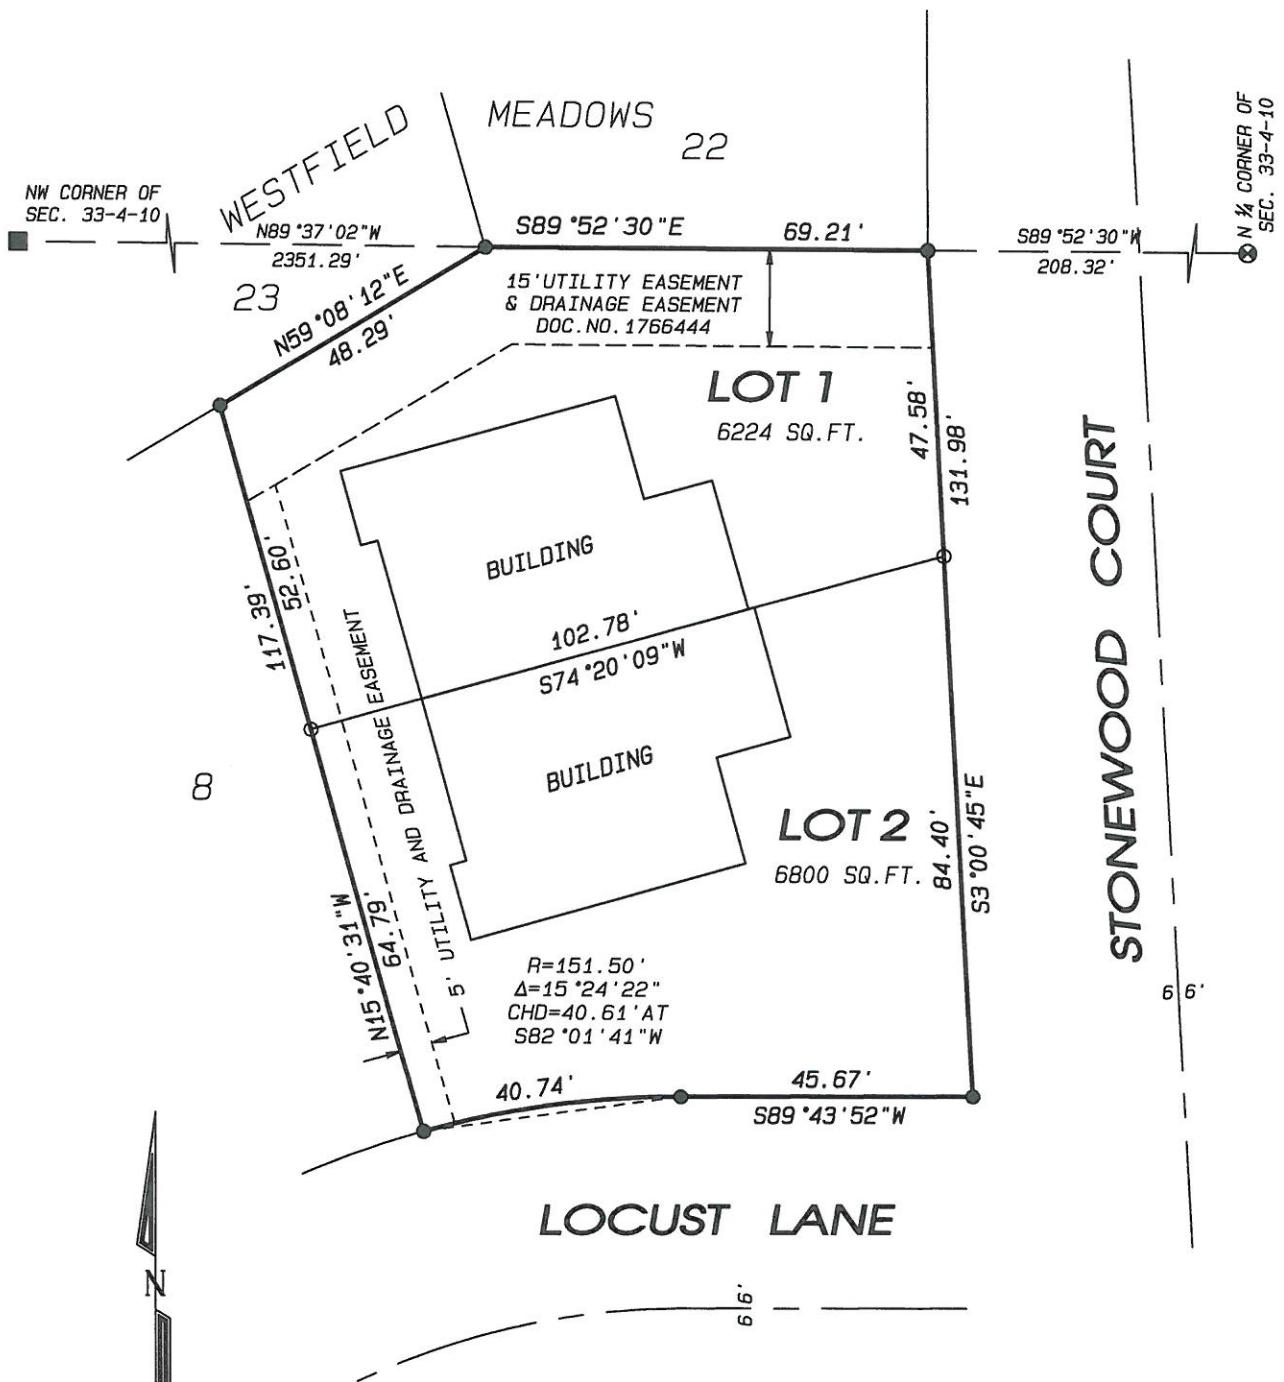 WESTFIELD
MEADOWS
22
NW CORNER OF
SEC. 33-4-10
N ¼ CORNER OF
SEC. 33-4-10
N89°37'02"W
2351.29'
S89°52'30"E
69.21'
S89°52'30"W
208.32'
23
N59°08'12"E
48.29'
15'UTILITY EASEMENT
& DRAINAGE EASEMENT
DOC.NO.1766444
LOT 1
6224 SQ.FT.
47.58'
131.98'
STONEWOOD COURT
BUILDING
117.39'
52.60'
102.78'
S74°20'09"W
5' UTILITY AND DRAINAGE EASEMENT
8
BUILDING
LOT 2
6800 SQ.FT.
84.40'
S3°00'45"E
N15°40'31"W
64.79'
R=151.50'
Δ=15°24'22"
CHD=40.61'AT
S82°01'41"W
66'
40.74'
45.67'
S89°43'52"W
LOCUST LANE
N
66'